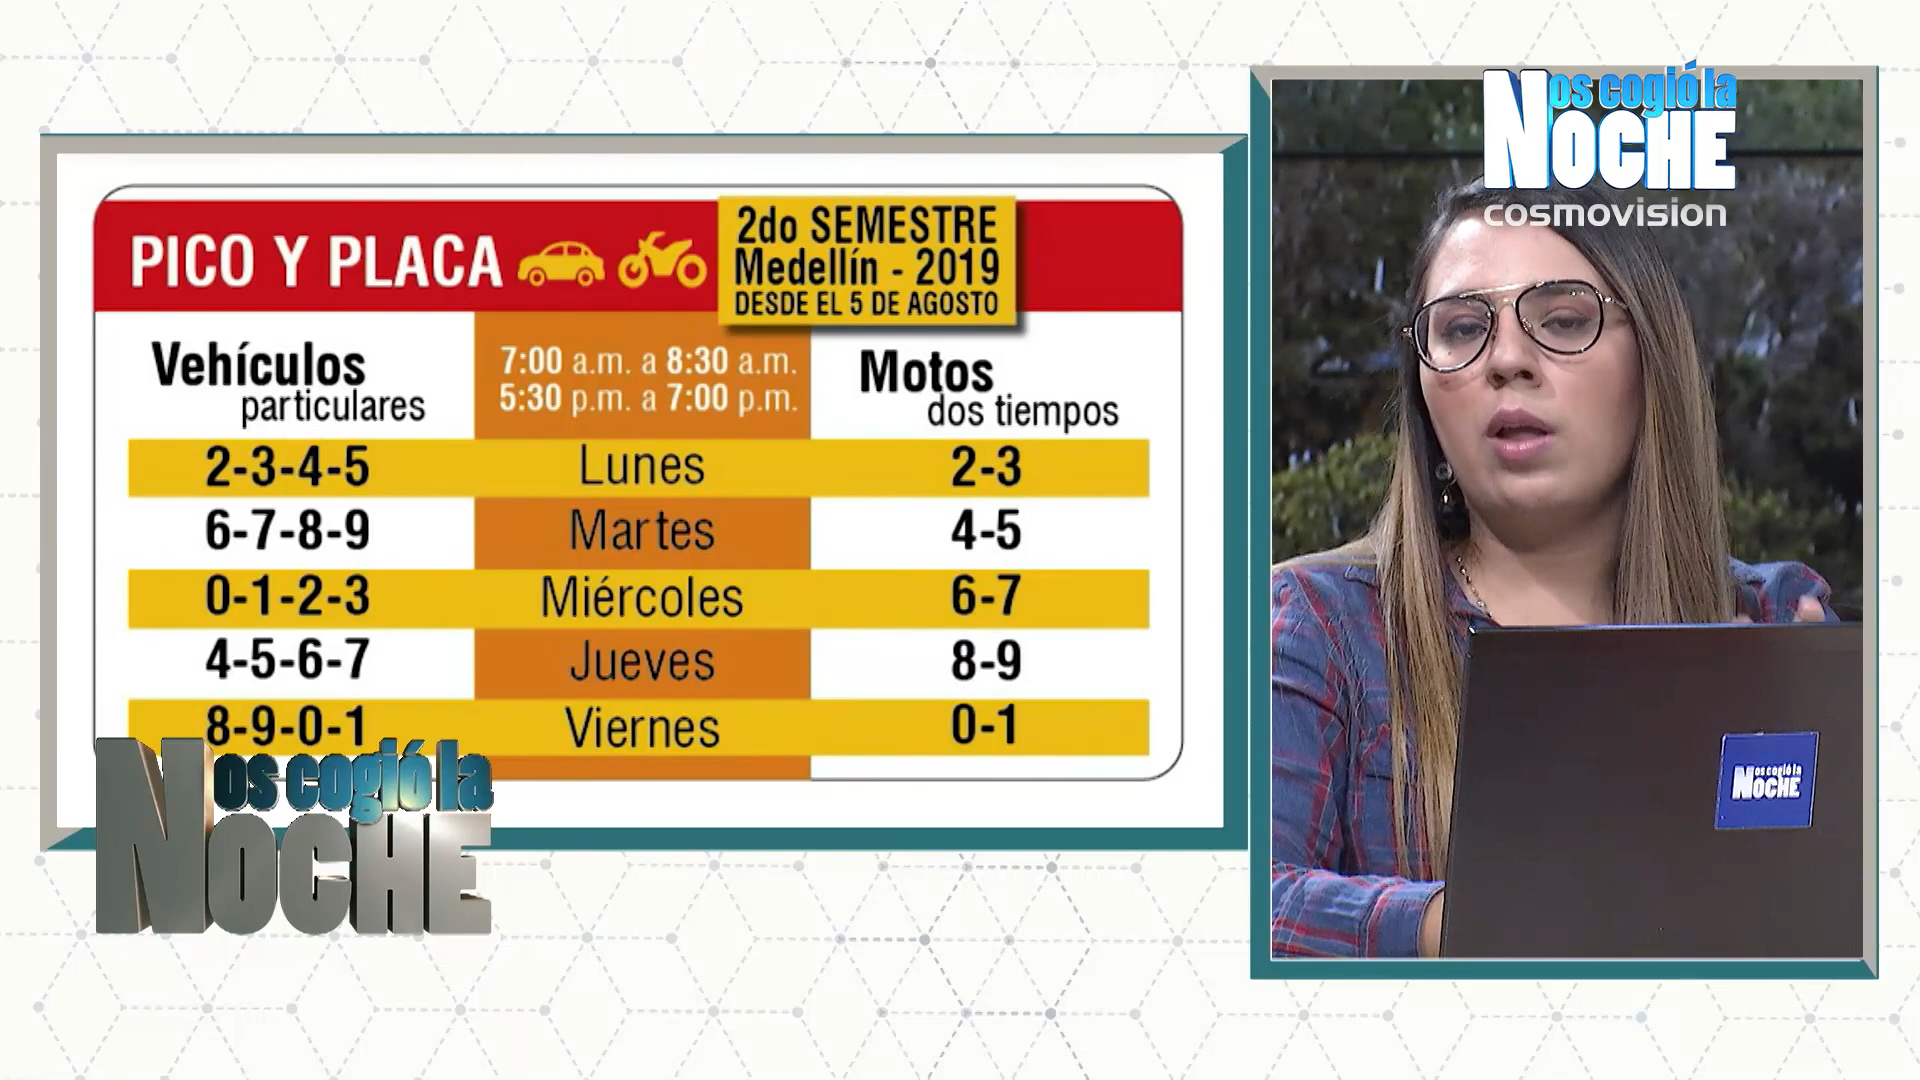 PICO Y PLACA
2do SEMESTRE
Medellín - 2019
DESDE EL 5 DE AGOSTO
Vehículos
particulares
7:00 a.m. a 8:30 a.m.
5:30 p.m. a 7:00 p.m.
Motos
dos tiempos
2-3-4-5 Lunes 2-3
6-7-8-9 Martes 4-5
0-1-2-3 Miércoles 6-7
4-5-6-7 Jueves 8-9
8-9-0-1 Viernes 0-1
Nos cogió la
NOCHE
Nos cogió la
NOCHE
cosmovision
Nos cogió la
NOCHE